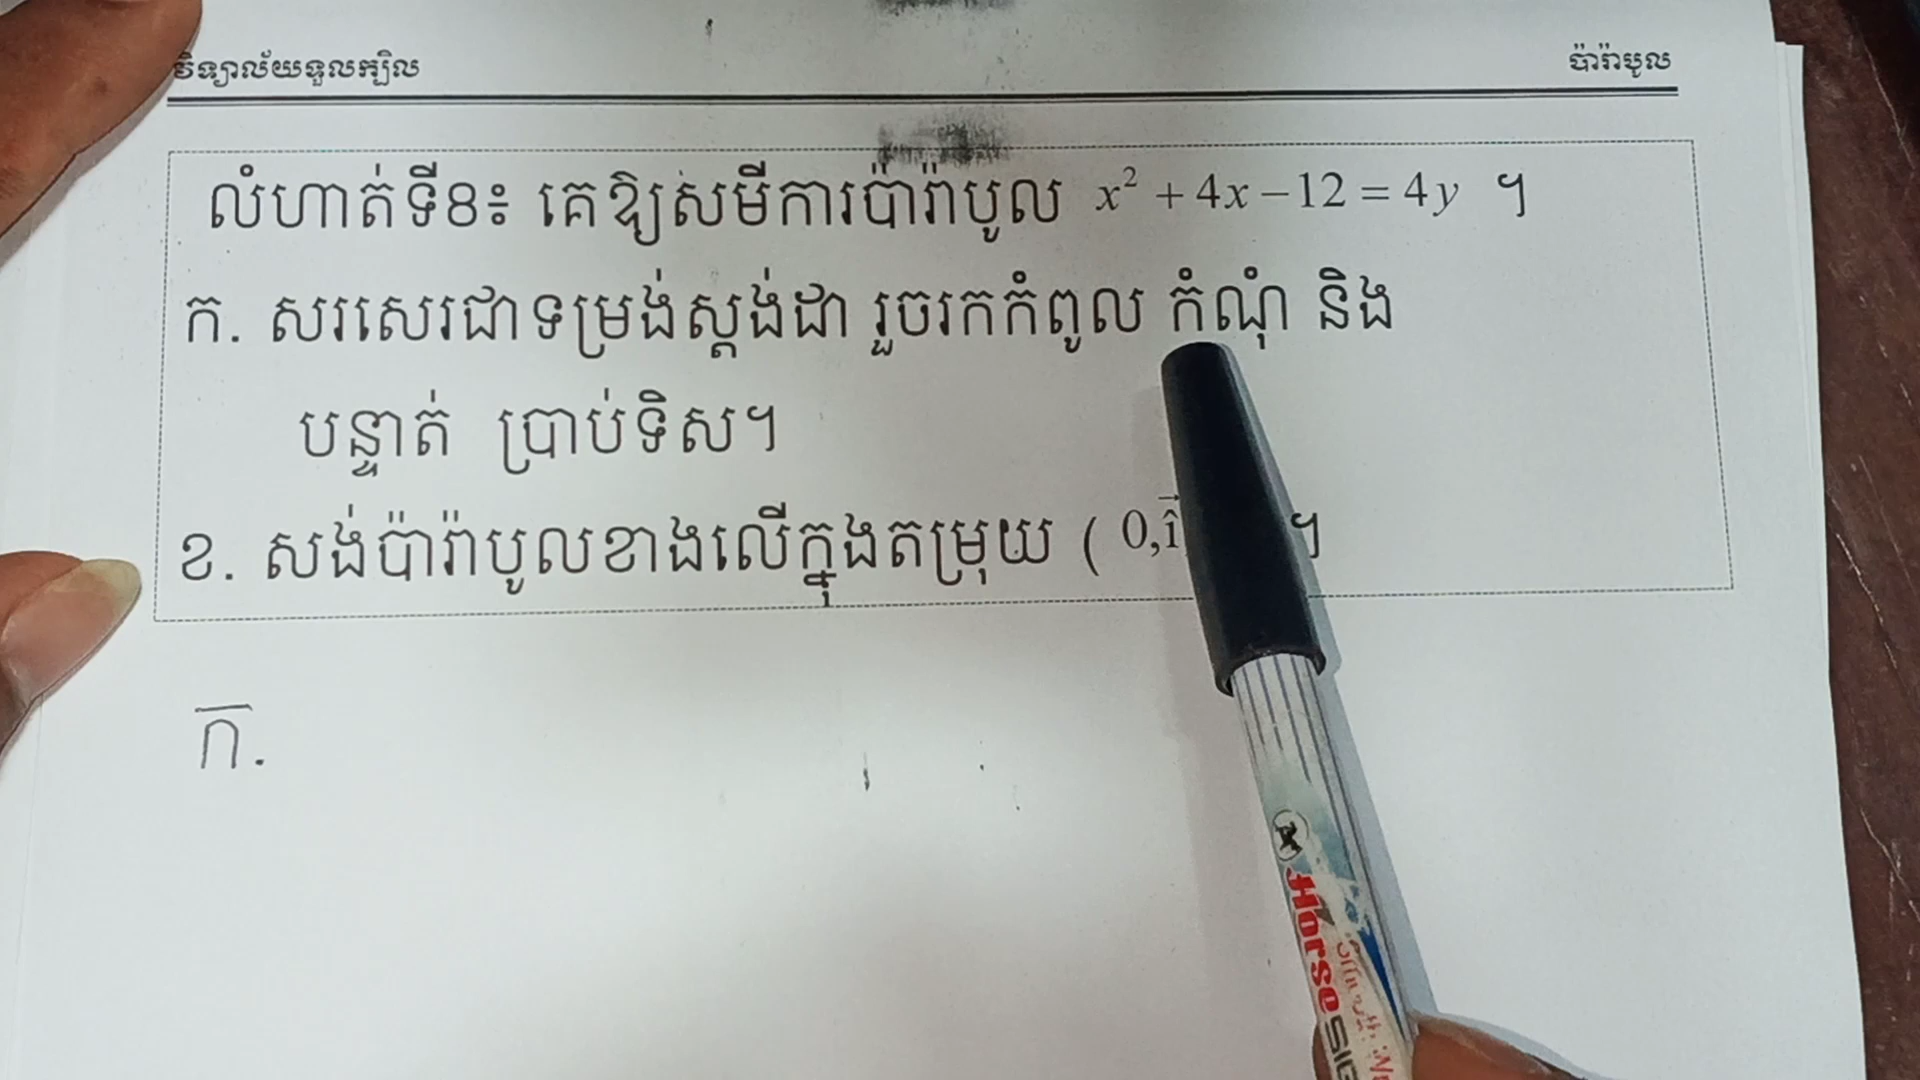 វិទ្យាល័យទួលក្បិល
ប៉ារ៉ាបូល
លំហាត់ទី8៖ គេឱ្យសមីការប៉ារ៉ាបូល x² + 4x − 12 = 4y ។
ក. សរសេរជាទម្រង់ស្តង់ដា រួចរកកំពូល កំណុំ និង
បន្ទាត់ ប្រាប់ទិស។
ខ. សង់ប៉ារ៉ាបូលខាងលើក្នុងតម្រុយ ( 0,i⃗ ។
ក.
Horse